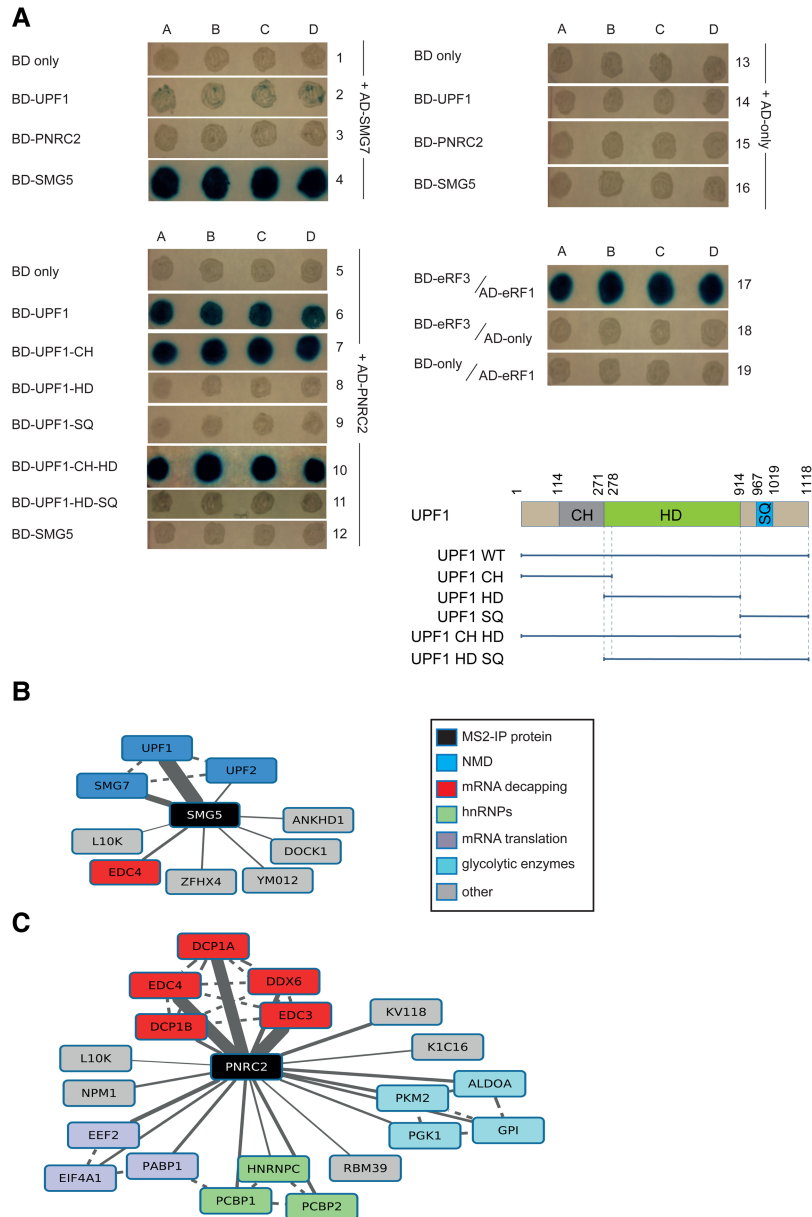 A
A B C D
BD only 1
BD-UPF1 2
BD-PNRC2 3
BD-SMG5 4
+ AD-SMG7
A B C D
BD only 13
BD-UPF1 14
BD-PNRC2 15
BD-SMG5 16
+ AD-only
A B C D
BD only 5
BD-UPF1 6
BD-UPF1-CH 7
BD-UPF1-HD 8
BD-UPF1-SQ 9
BD-UPF1-CH-HD 10
BD-UPF1-HD-SQ 11
BD-SMG5 12
+ AD-PNRC2
A B C D
BD-eRF3 / AD-eRF1 17
BD-eRF3 / AD-only 18
BD-only / AD-eRF1 19
1 114 271 278 914 967 1019 1118
UPF1 CH HD SQ
UPF1 WT
UPF1 CH
UPF1 HD
UPF1 SQ
UPF1 CH HD
UPF1 HD SQ
B
UPF1
UPF2
SMG7
SMG5
ANKHD1
L10K
DOCK1
EDC4
ZFHX4
YM012
MS2-IP protein
NMD
mRNA decapping
hnRNPs
mRNA translation
glycolytic enzymes
other
C
DCP1A
EDC4
DDX6
DCP1B
EDC3
KV118
K1C16
L10K
PNRC2
NPM1
ALDOA
PKM2
GPI
PGK1
EEF2
EIF4A1
PABP1
HNRNPC
RBM39
PCBP1
PCBP2